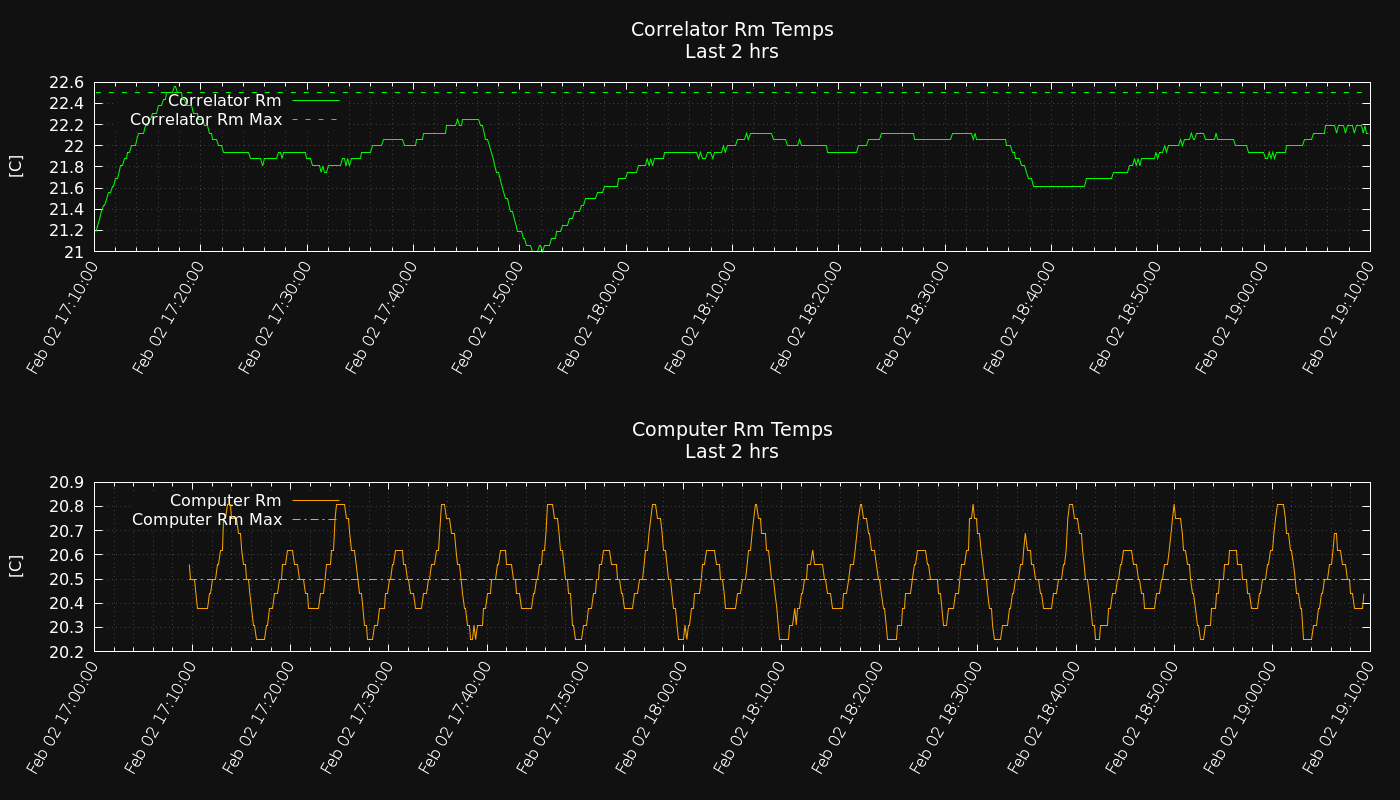 Correlator Rm Temps
Last 2 hrs
22.6
22.4
22.2
22
21.8
21.6
21.4
21.2
21
[C]
Correlator Rm
Correlator Rm Max
Feb 02 17:10:00
Feb 02 17:20:00
Feb 02 17:30:00
Feb 02 17:40:00
Feb 02 17:50:00
Feb 02 18:00:00
Feb 02 18:10:00
Feb 02 18:20:00
Feb 02 18:30:00
Feb 02 18:40:00
Feb 02 18:50:00
Feb 02 19:00:00
Feb 02 19:10:00
Computer Rm Temps
Last 2 hrs
20.9
20.8
20.7
20.6
20.5
20.4
20.3
20.2
[C]
Computer Rm
Computer Rm Max
Feb 02 17:00:00
Feb 02 17:10:00
Feb 02 17:20:00
Feb 02 17:30:00
Feb 02 17:40:00
Feb 02 17:50:00
Feb 02 18:00:00
Feb 02 18:10:00
Feb 02 18:20:00
Feb 02 18:30:00
Feb 02 18:40:00
Feb 02 18:50:00
Feb 02 19:00:00
Feb 02 19:10:00